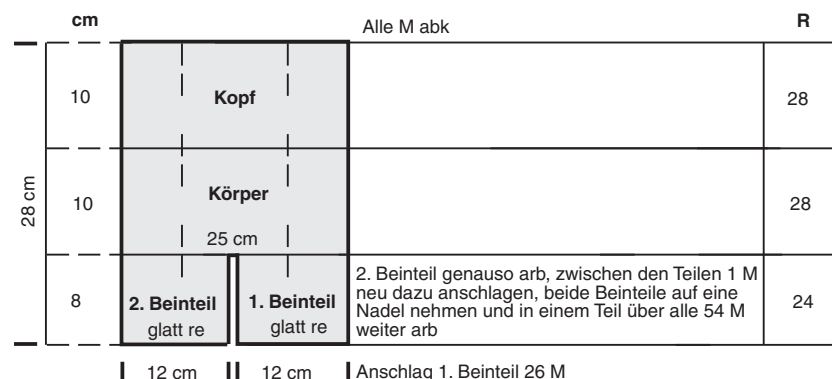 cm
Alle M abk
R
10
Kopf
28
28 cm
10
Körper
28
25 cm
8
2. Beinteil
glatt re
1. Beinteil
glatt re
2. Beinteil genauso arb, zwischen den Teilen 1 M
neu dazu anschlagen, beide Beinteile auf eine
Nadel nehmen und in einem Teil über alle 54 M
weiter arb
24
12 cm
12 cm
Anschlag 1. Beinteil 26 M